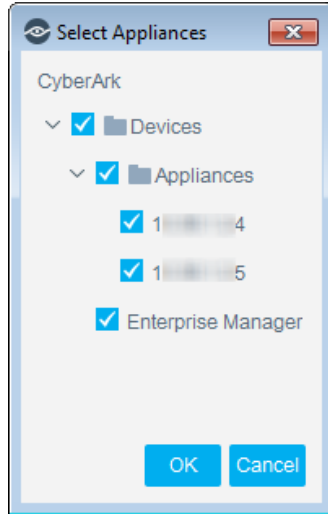 Select Appliances
CyberArk
Devices
Appliances
Enterprise Manager
OK Cancel